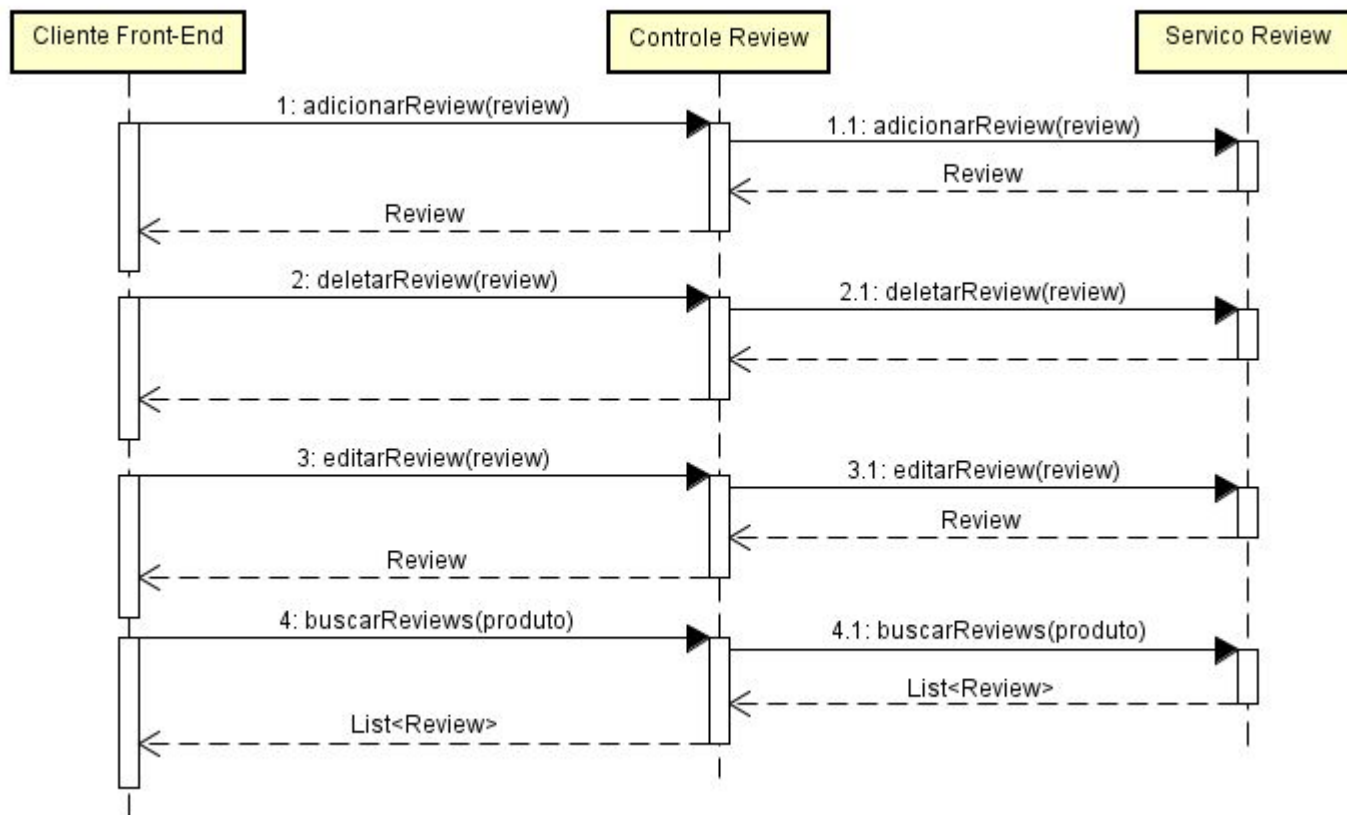 Cliente Front-End
Controle Review
Servico Review
1: adicionarReview(review)
1.1: adicionarReview(review)
Review
Review
2: deletarReview(review)
2.1: deletarReview(review)
3: editarReview(review)
3.1: editarReview(review)
Review
Review
4: buscarReviews(produto)
4.1: buscarReviews(produto)
List<Review>
List<Review>